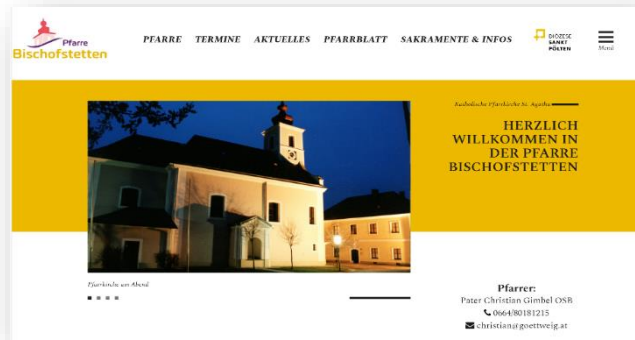 Pfarre
Bischofstetten
PFARRE TERMINE AKTUELLES PFARRBLATT SAKRAMENTE & INFOS
DIÖZESE
SANKT
PÖLTEN
Menü
Katholische Pfarrkirche St. Agatha
HERZLICH
WILLKOMMEN IN
DER PFARRE
BISCHOFSTETTEN
Pfarrkirche am Abend
Pfarrer:
Pater Christian Gimbel OSB
0664/80181215
christian@goettweig.at